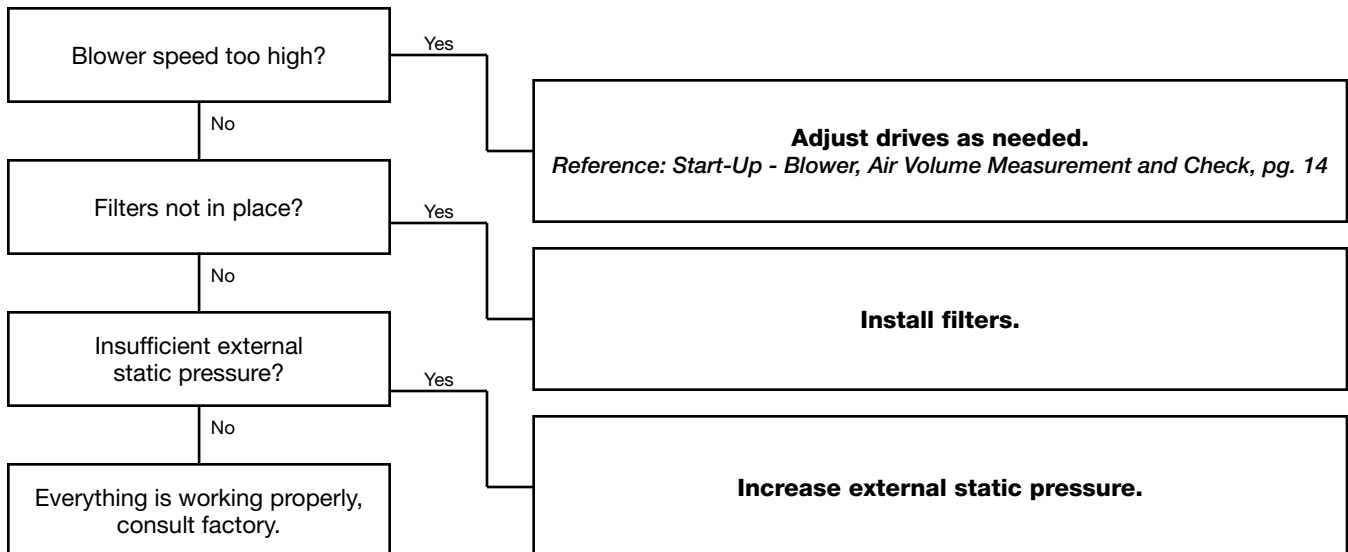 Blower speed too high?
Yes
Adjust drives as needed.
Reference: Start-Up - Blower, Air Volume Measurement and Check, pg. 14
No
Filters not in place?
Yes
Install filters.
No
Insufficient external
static pressure?
Yes
Increase external static pressure.
No
Everything is working properly,
consult factory.